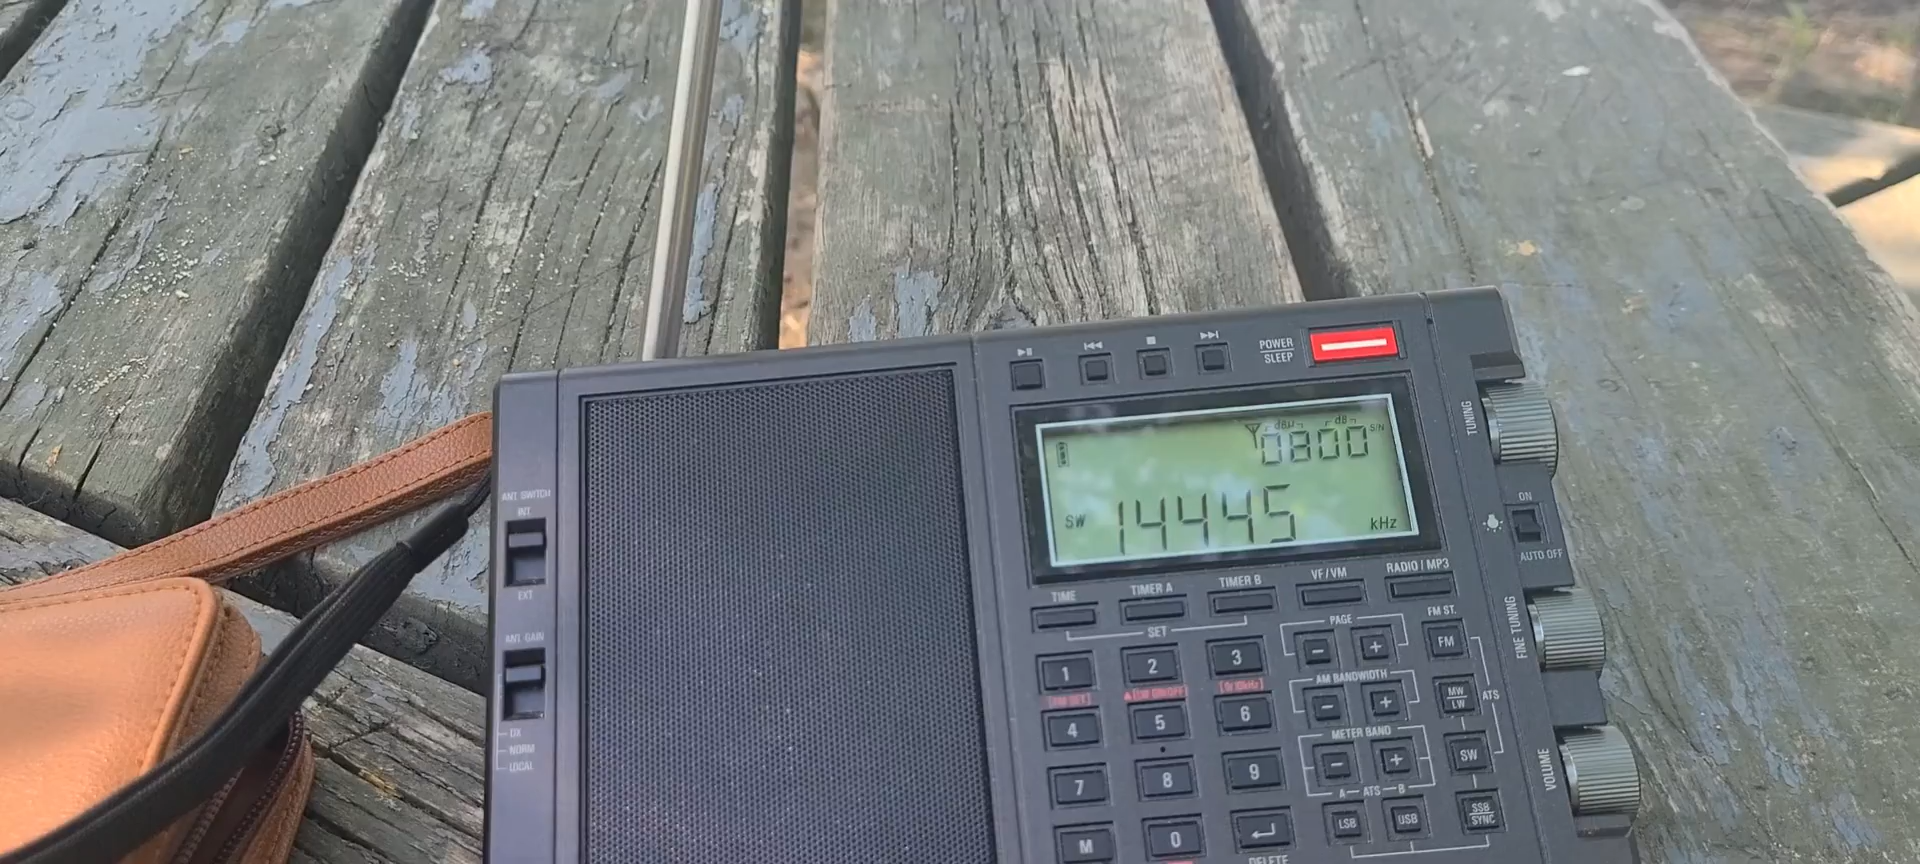 POWER
SLEEP
TUNING
dBμ dB S/N
0800
SW 14445 kHz
ANT. SWITCH
INT.
EXT
ANT. GAIN
DX
NORM
LOCAL
ON
AUTO OFF
TIME TIMER A TIMER B VF/VM RADIO / MP3
SET
PAGE
- +
FM ST.
FM
FINE TUNING
1 2 3
AM BANDWIDTH
- +
MW
LW
ATS
4 5 6
METER BAND
- +
SW
VOLUME
7 8 9
A ATS B
M 0
LSB USB
SSB
SYNC
DELETE